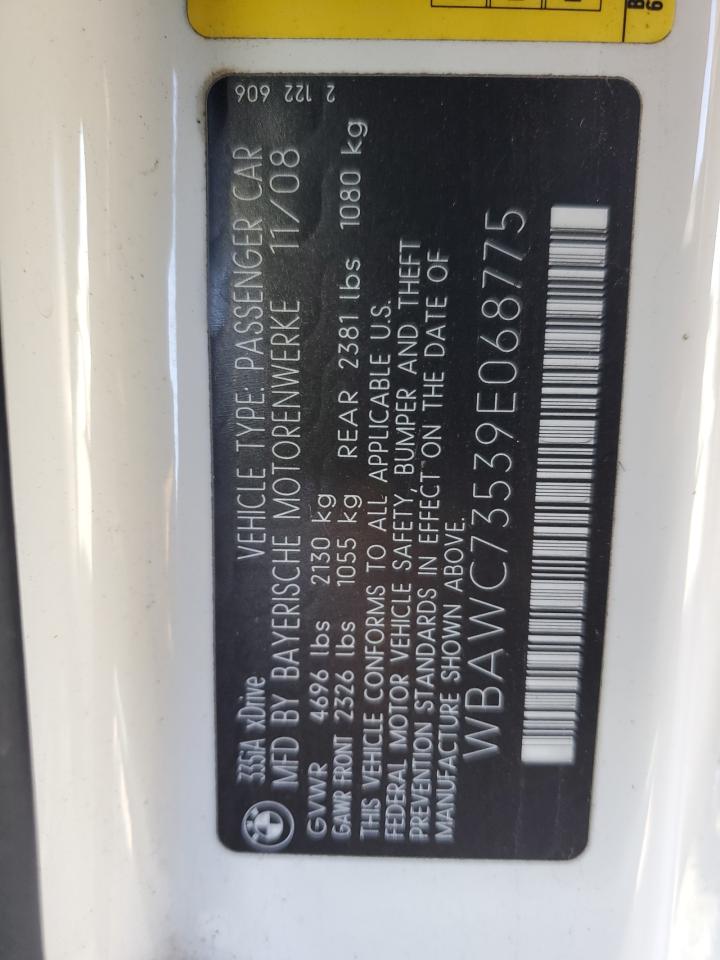 335iA xDrive
VEHICLE TYPE: PASSENGER CAR
MFD BY BAYERISCHE MOTORENWERKE 11/08
GVWR 4696 lbs 2130 kg
GAWR FRONT 2326 lbs 1055 kg REAR 2381 lbs 1080 kg
THIS VEHICLE CONFORMS TO ALL APPLICABLE U.S.
FEDERAL MOTOR VEHICLE SAFETY, BUMPER AND THEFT
PREVENTION STANDARDS IN EFFECT ON THE DATE OF
MANUFACTURE SHOWN ABOVE.
WBAWC73539E068775
2 122 606